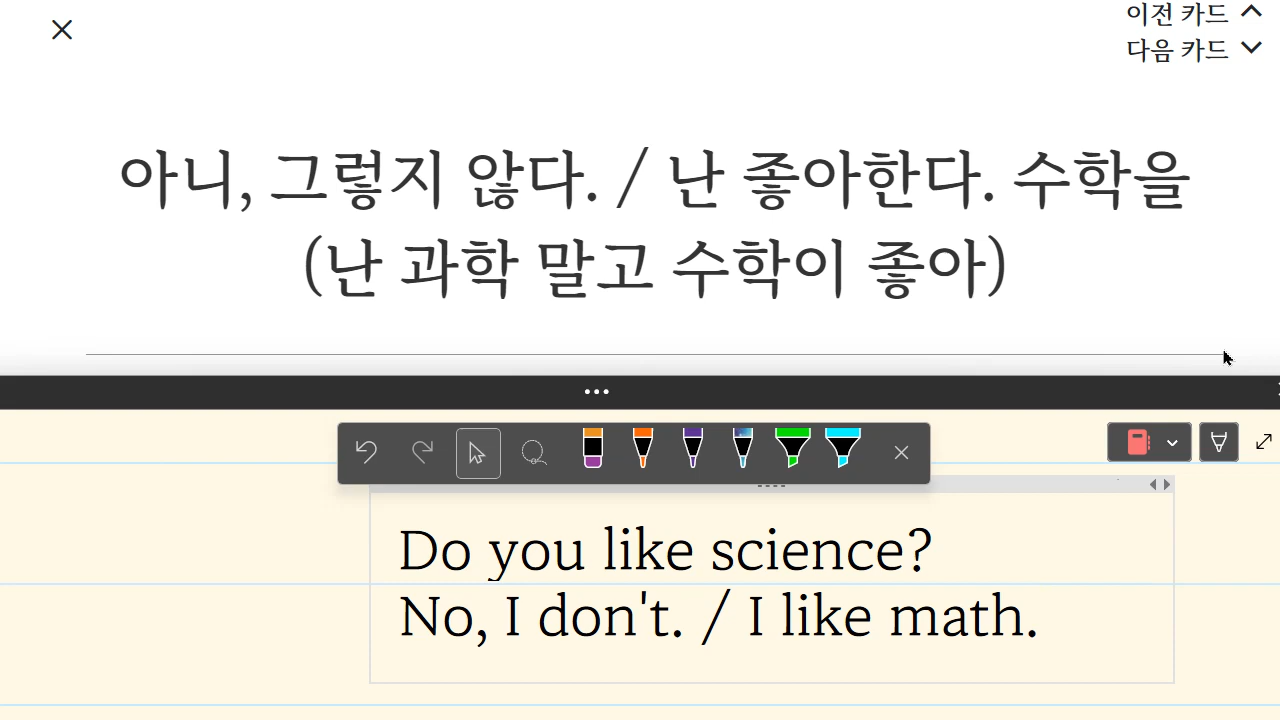 이전 카드
다음 카드
아니, 그렇지 않다. / 난 좋아한다. 수학을
(난 과학 말고 수학이 좋아)
Do you like science?
No, I don't. / I like math.